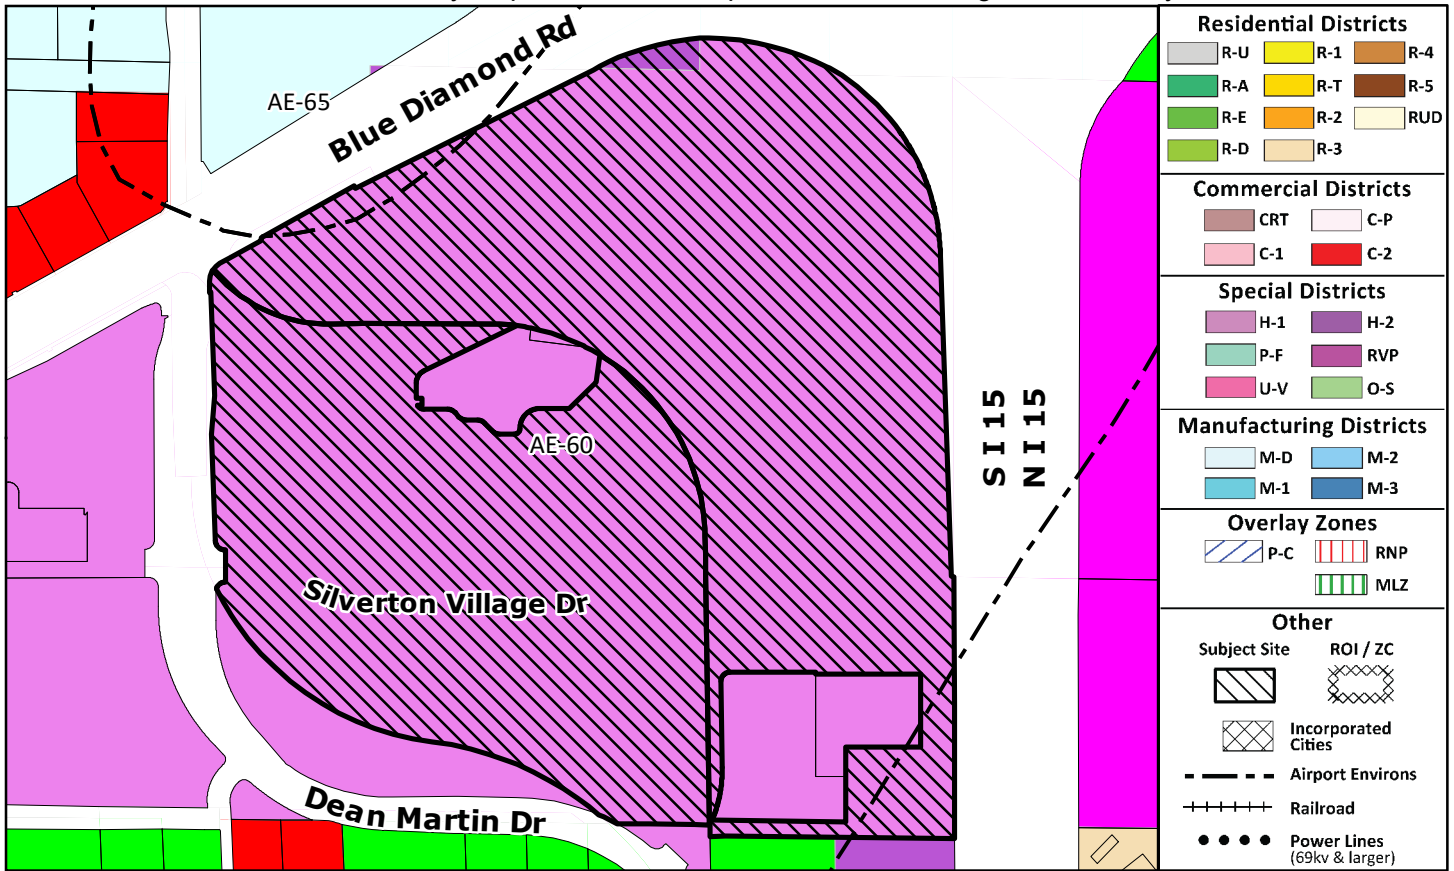 Blue Diamond Rd
AE-65
AE-60
S I 15
N I 15
Silverton Village Dr
Dean Martin Dr
Residential Districts
R-U
R-1
R-4
R-A
R-T
R-5
R-E
R-2
RUD
R-D
R-3
Commercial Districts
CRT
C-P
C-1
C-2
Special Districts
H-1
H-2
P-F
RVP
U-V
O-S
Manufacturing Districts
M-D
M-2
M-1
M-3
Overlay Zones
P-C
RNP
MLZ
Other
Subject Site
ROI / ZC
Incorporated
Cities
Airport Environs
Railroad
Power Lines
(69kv & larger)